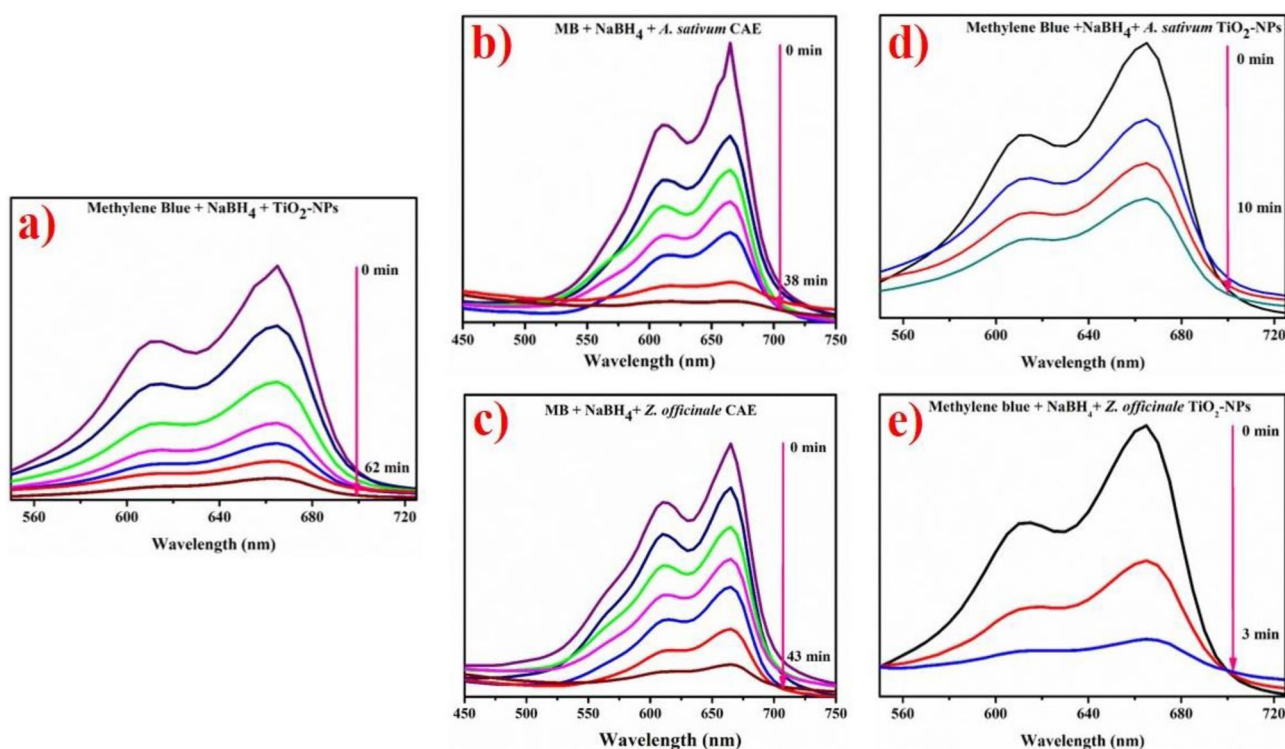 a)
Methylene Blue + NaBH4 + TiO2-NPs
0 min
62 min
560 600 640 680 720
Wavelength (nm)
b)
MB + NaBH4 + A. sativum CAE
0 min
38 min
450 500 550 600 650 700 750
Wavelength (nm)
c)
MB + NaBH4+ Z. officinale CAE
0 min
43 min
450 500 550 600 650 700 750
Wavelength (nm)
d)
Methylene Blue +NaBH4+ A. sativum TiO2-NPs
0 min
10 min
560 600 640 680 720
Wavelength (nm)
e)
Methylene blue + NaBH4+ Z. officinale TiO2-NPs
0 min
3 min
560 600 640 680 720
Wavelength (nm)